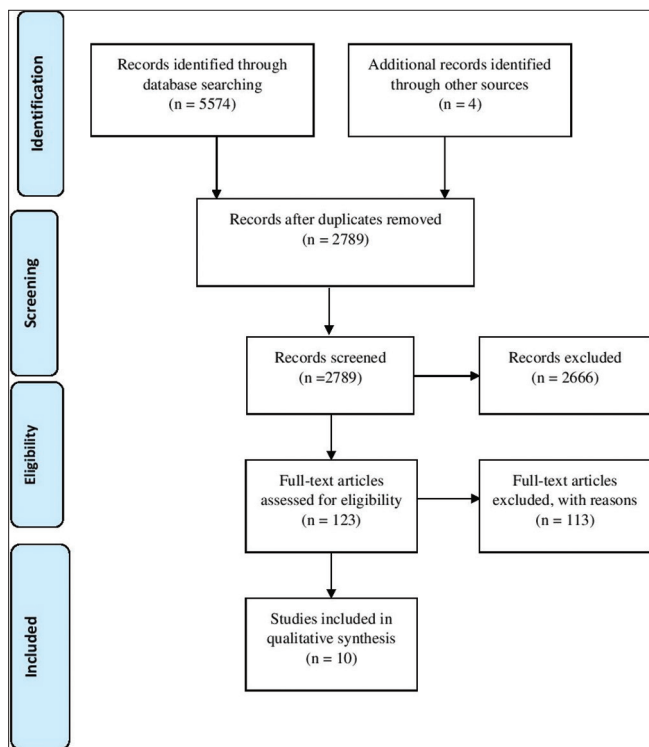 Identification
Records identified through
database searching
(n = 5574)
Additional records identified
through other sources
(n = 4)
Records after duplicates removed
(n = 2789)
Screening
Records screened
(n =2789)
Records excluded
(n = 2666)
Eligibility
Full-text articles
assessed for eligibility
(n = 123)
Full-text articles
excluded, with reasons
(n = 113)
Included
Studies included in
qualitative synthesis
(n = 10)